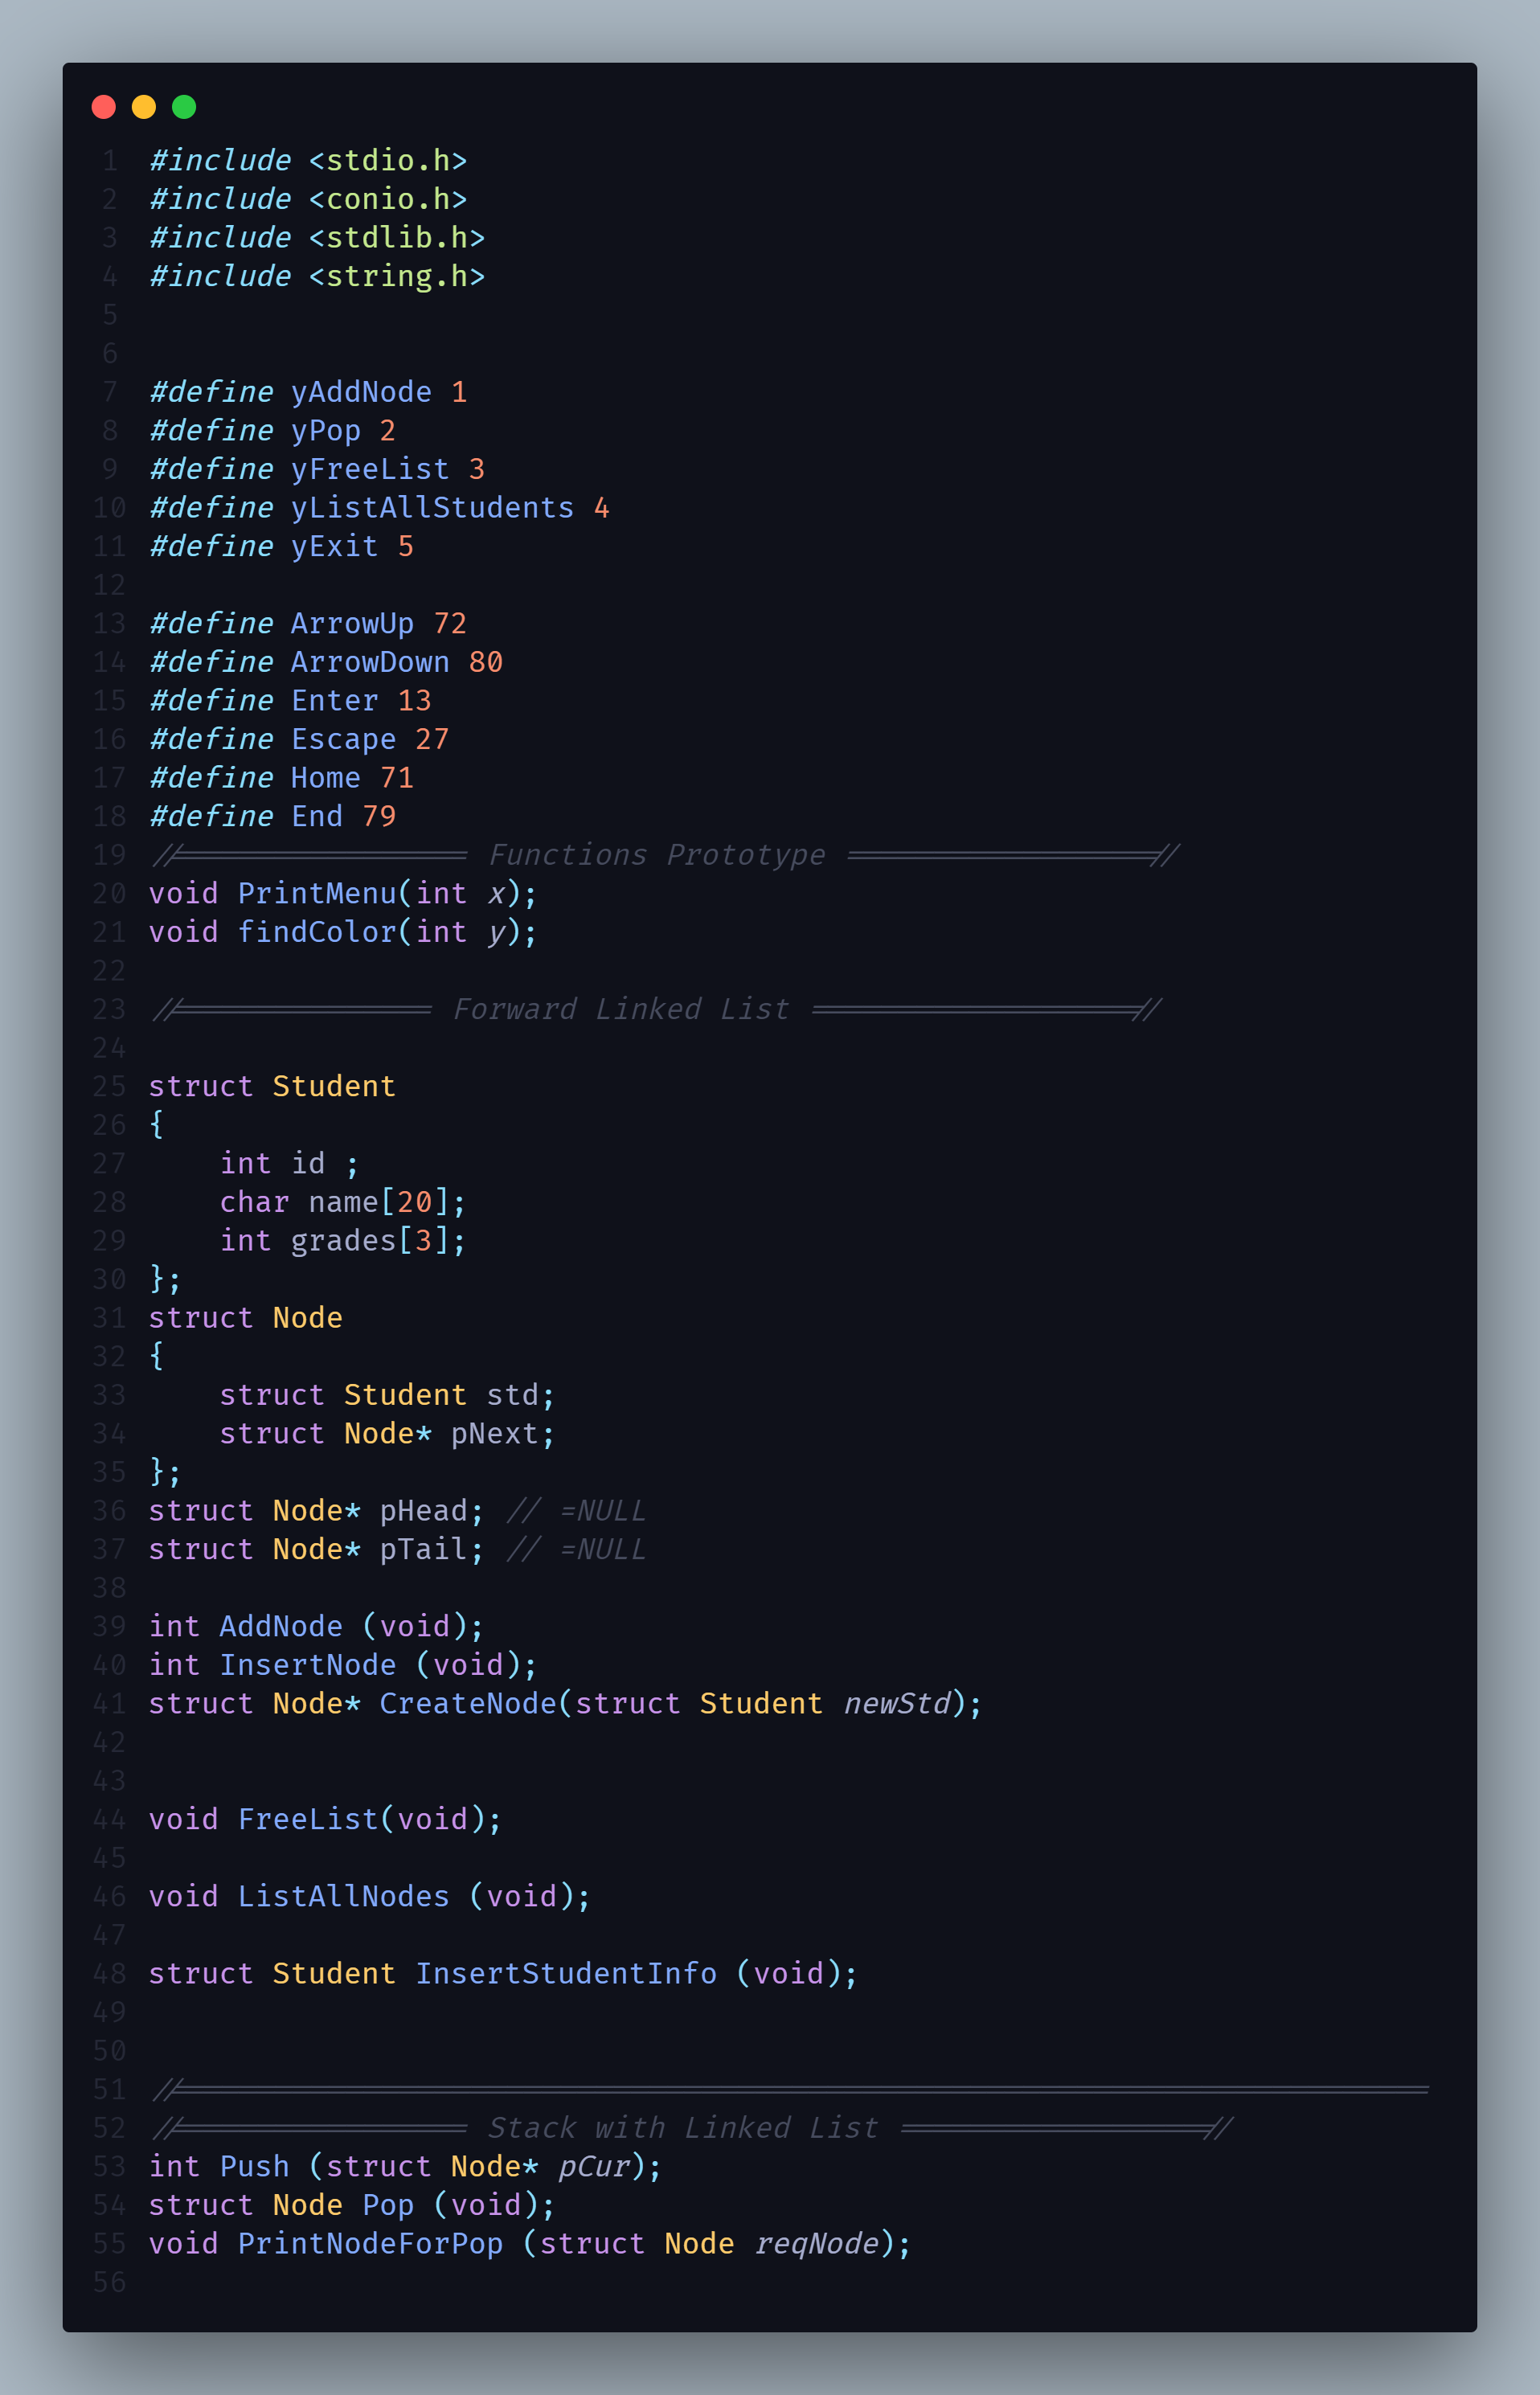 1 #include <stdio.h>
2 #include <conio.h>
3 #include <stdlib.h>
4 #include <string.h>
5
6
7 #define yAddNode 1
8 #define yPop 2
9 #define yFreeList 3
10 #define yListAllStudents 4
11 #define yExit 5
12
13 #define ArrowUp 72
14 #define ArrowDown 80
15 #define Enter 13
16 #define Escape 27
17 #define Home 71
18 #define End 79
19 //================ Functions Prototype =================//
20 void PrintMenu(int x);
21 void findColor(int y);
22
23 //============== Forward Linked List ==================//
24
25 struct Student
26 {
27     int id ;
28     char name[20];
29     int grades[3];
30 };
31 struct Node
32 {
33     struct Student std;
34     struct Node* pNext;
35 };
36 struct Node* pHead; // =NULL
37 struct Node* pTail; // =NULL
38
39 int AddNode (void);
40 int InsertNode (void);
41 struct Node* CreateNode(struct Student newStd);
42
43
44 void FreeList(void);
45
46 void ListAllNodes (void);
47
48 struct Student InsertStudentInfo (void);
49
50
51 //======================================================================
52 //================ Stack with Linked List =================//
53 int Push (struct Node* pCur);
54 struct Node Pop (void);
55 void PrintNodeForPop (struct Node reqNode);
56